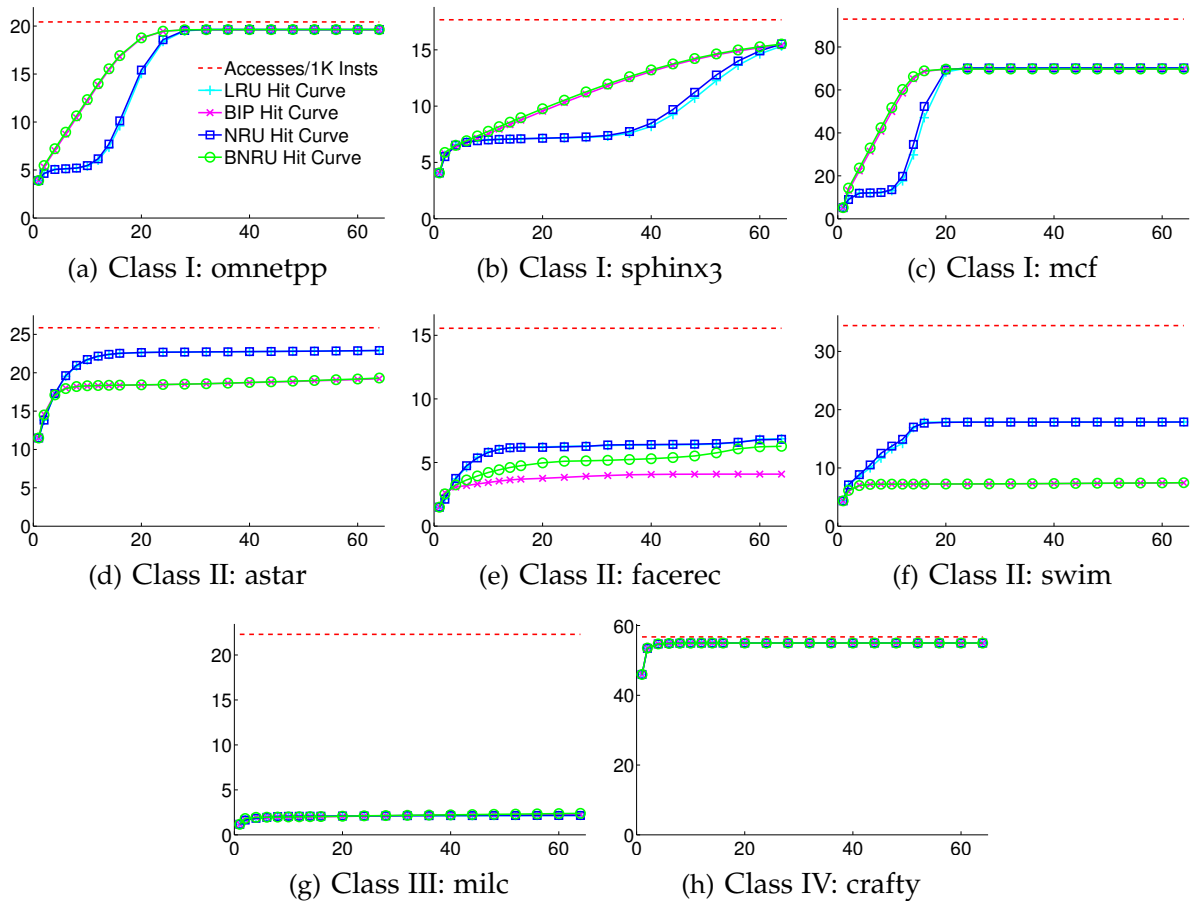 20
15
10
5
0
0 20 40 60
Accesses/1K Insts
LRU Hit Curve
BIP Hit Curve
NRU Hit Curve
BNRU Hit Curve
(a) Class I: omnetpp
15
10
5
0
0 20 40 60
(b) Class I: sphinx3
80
60
40
20
0
0 20 40 60
(c) Class I: mcf
25
20
15
10
5
0
0 20 40 60
(d) Class II: astar
15
10
5
0
0 20 40 60
(e) Class II: facerec
30
20
10
0
0 20 40 60
(f) Class II: swim
20
15
10
5
0
0 20 40 60
(g) Class III: milc
60
50
40
30
20
10
0
0 20 40 60
(h) Class IV: crafty